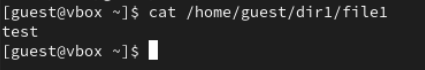 [guest@vbox ~]$ cat /home/guest/dir1/file1
test
[guest@vbox ~]$